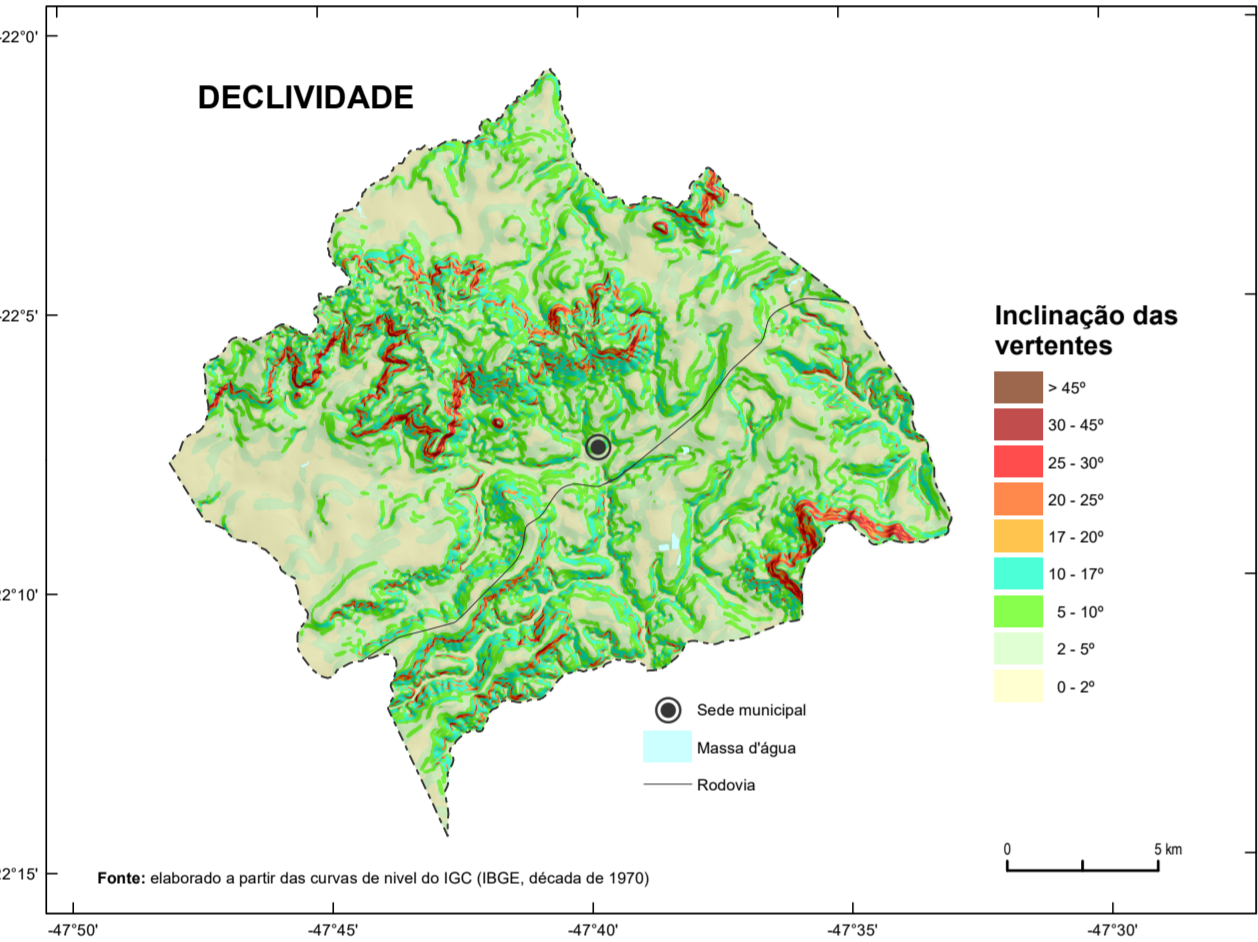 -22°0'
DECLIVIDADE
-22°5'
Inclinação das
vertentes
> 45º
30 - 45º
25 - 30º
20 - 25º
17 - 20º
10 - 17º
5 - 10º
2 - 5º
0 - 2º
22°10'
Sede municipal
Massa d'água
Rodovia
0 5 km
22°15'
Fonte: elaborado a partir das curvas de nivel do IGC (IBGE, década de 1970)
-47°50' -47°45' -47°40' -47°35' -47°30'